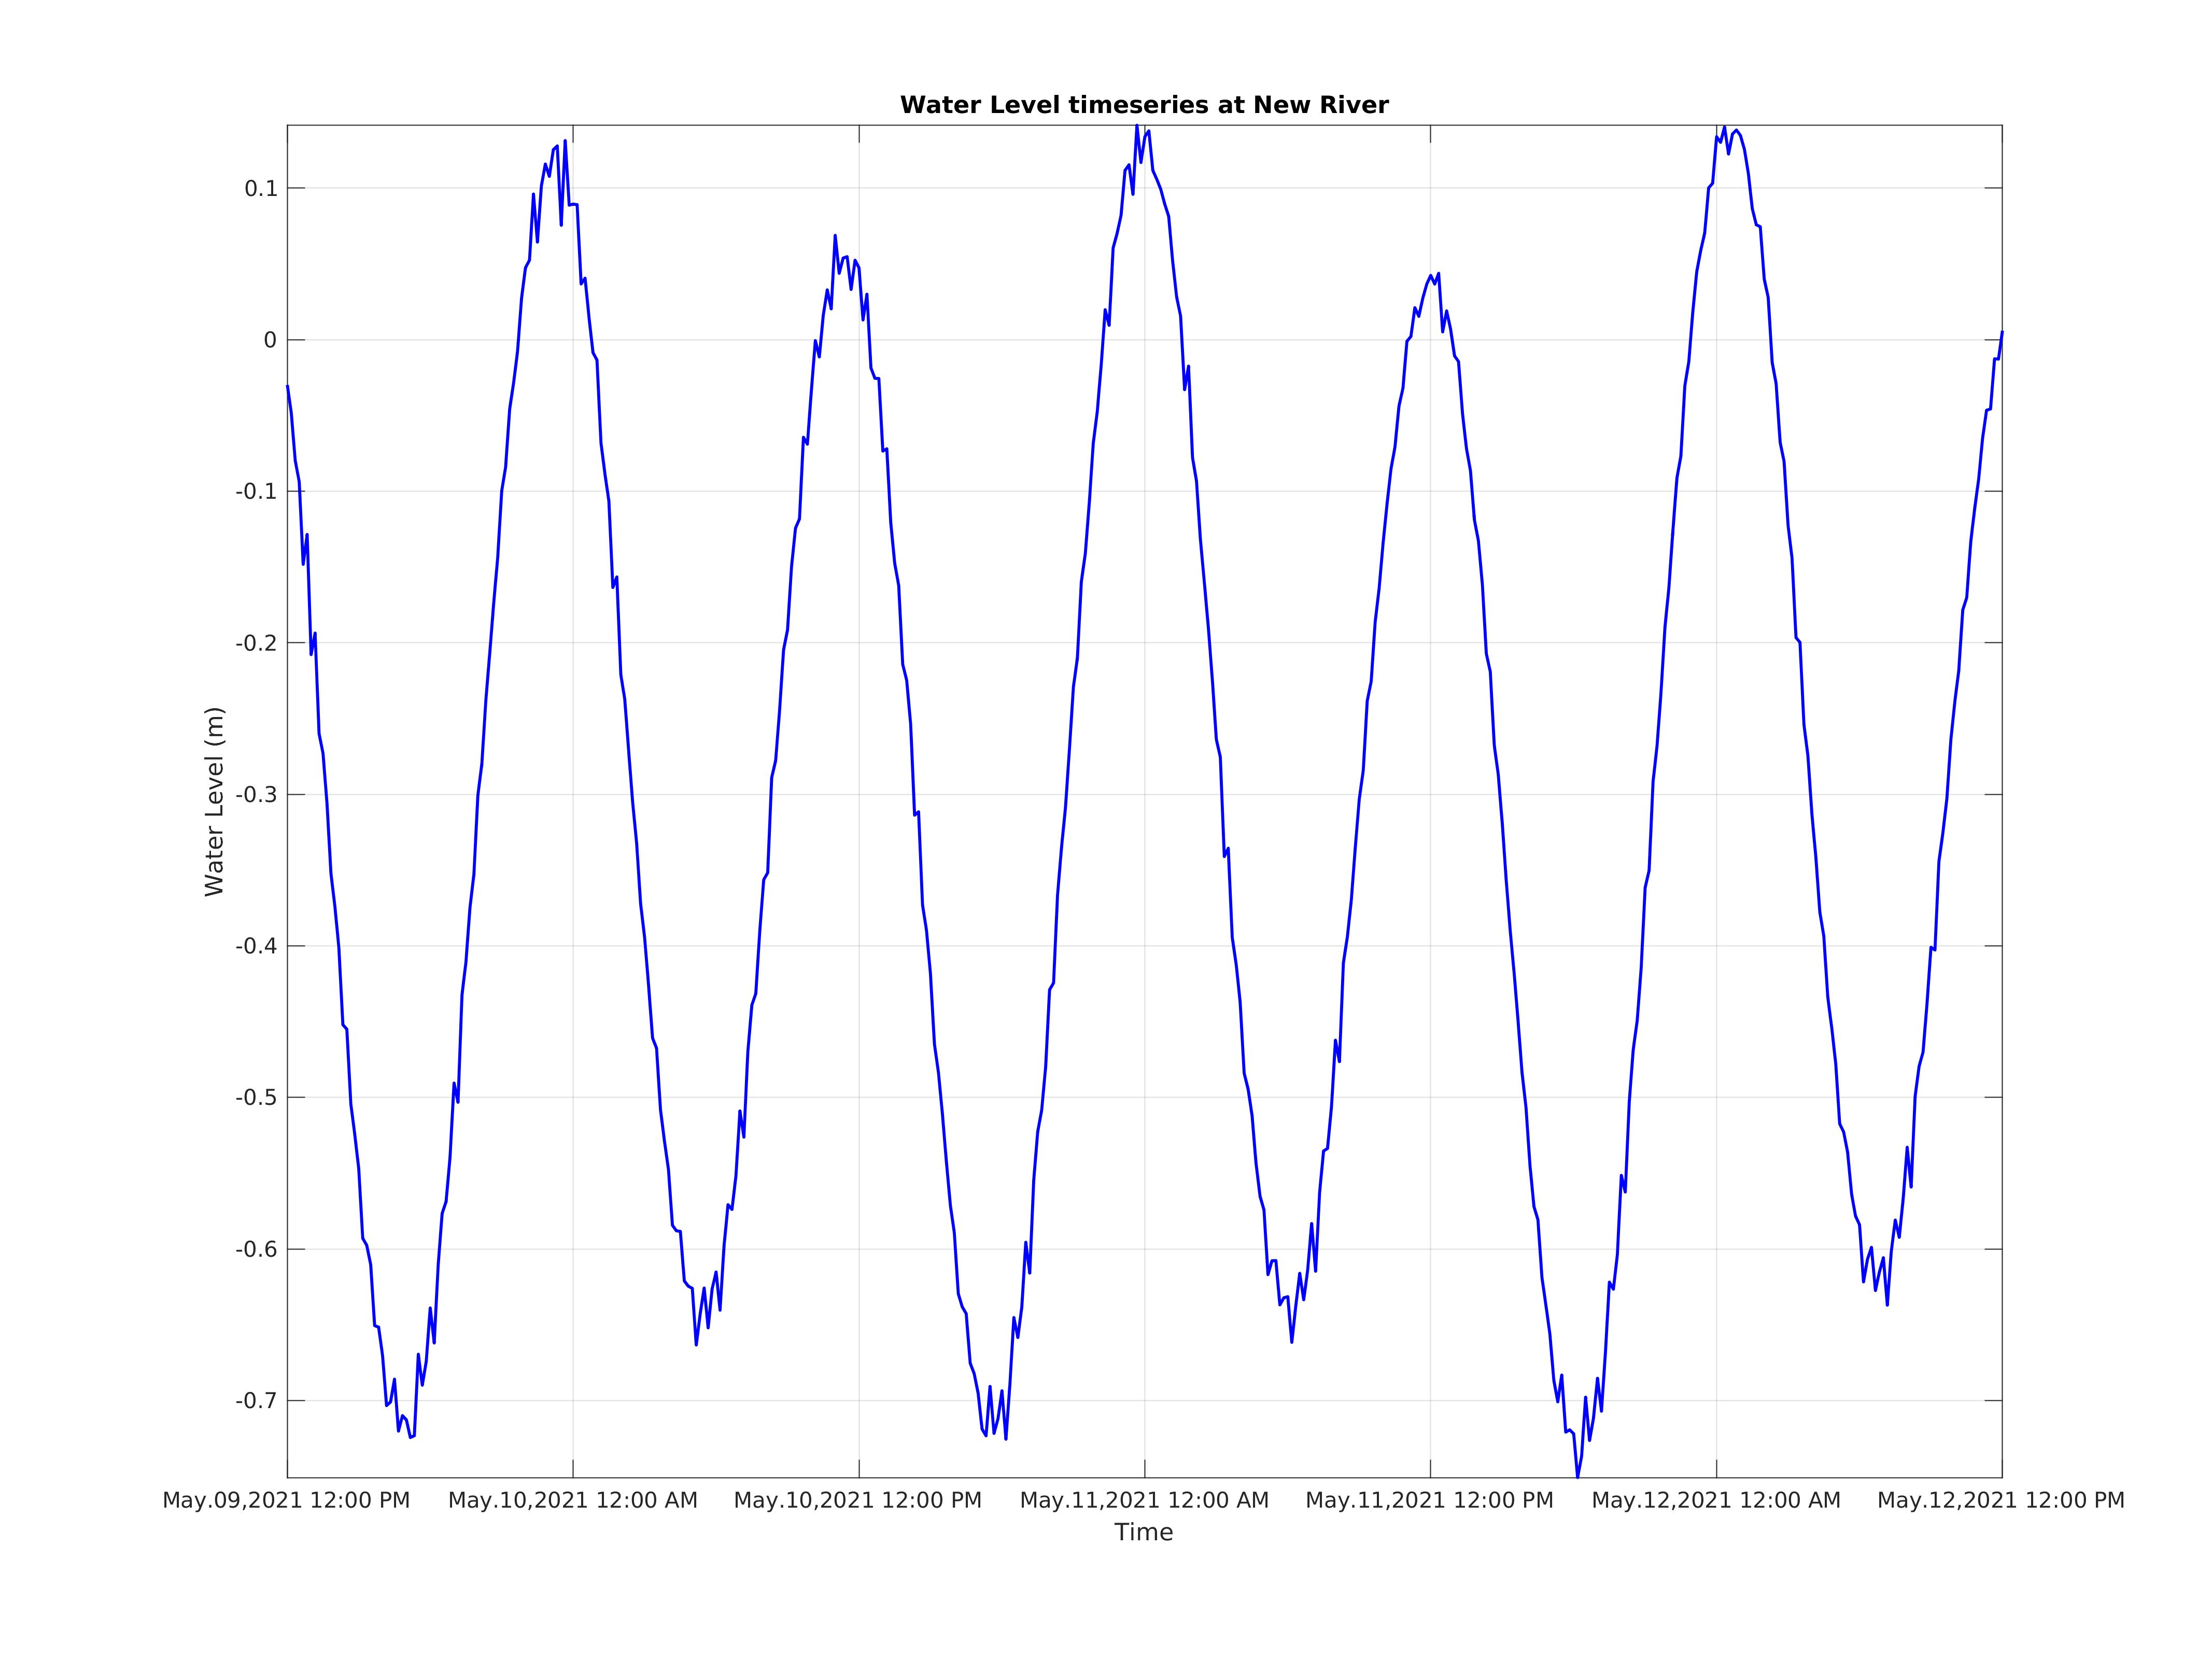 Water Level timeseries at New River
0.1
0
-0.1
-0.2
-0.3
-0.4
-0.5
-0.6
-0.7
Water Level (m)
May.09,2021 12:00 PM May.10,2021 12:00 AM May.10,2021 12:00 PM May.11,2021 12:00 AM May.11,2021 12:00 PM May.12,2021 12:00 AM May.12,2021 12:00 PM
Time